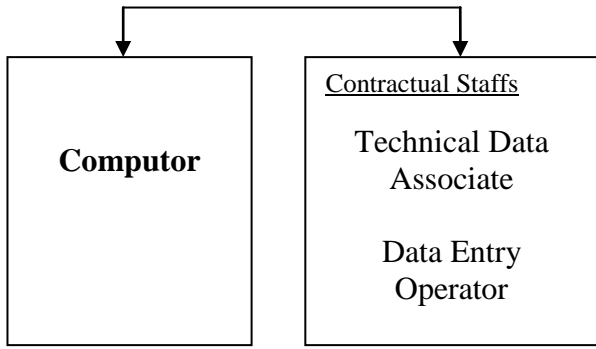 Computor
Contractual Staffs
Technical Data
Associate
Data Entry
Operator